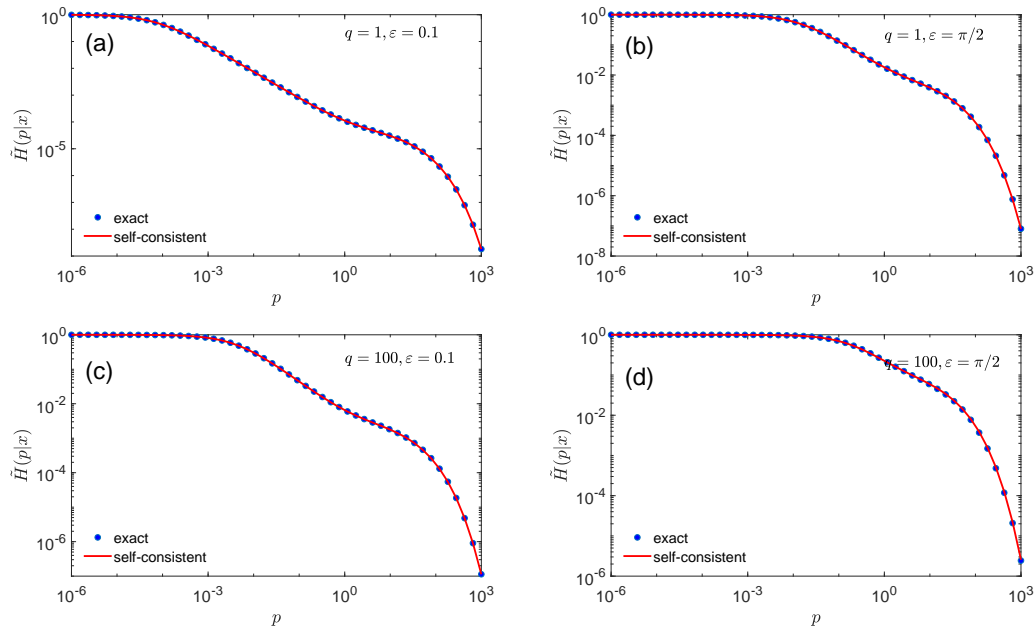 (a)
q = 1, ε = 0.1
H̃(p|x)
10^0
10^-5
exact
self-consistent
10^-6
10^-3
10^0
10^3
p
(b)
q = 1, ε = π/2
H̃(p|x)
10^0
10^-2
10^-4
10^-6
10^-8
exact
self-consistent
10^-6
10^-3
10^0
10^3
p
(c)
q = 100, ε = 0.1
H̃(p|x)
10^0
10^-2
10^-4
10^-6
exact
self-consistent
10^-6
10^-3
10^0
10^3
p
(d)
q = 100, ε = π/2
H̃(p|x)
10^0
10^-2
10^-4
10^-6
exact
self-consistent
10^-6
10^-3
10^0
10^3
p